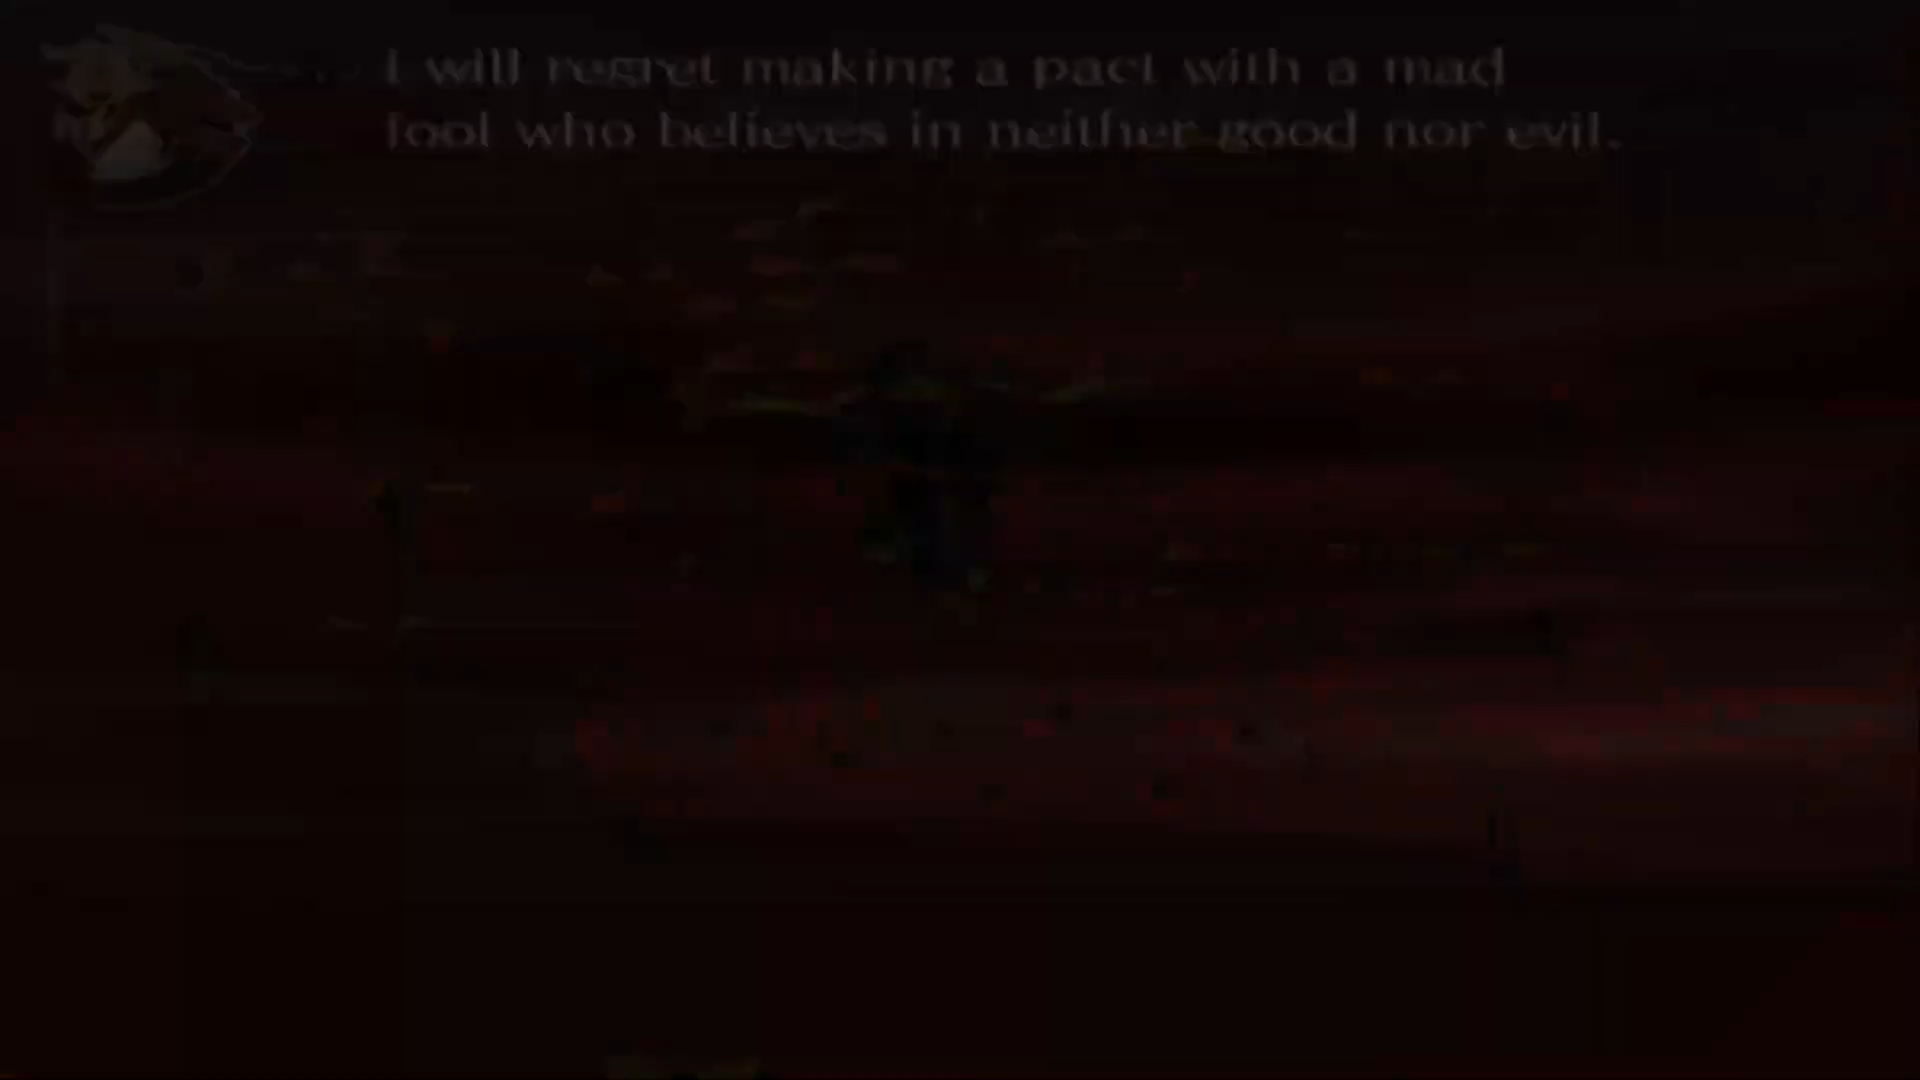 I will regret making a pact with a mad
fool who believes in neither good nor evil.